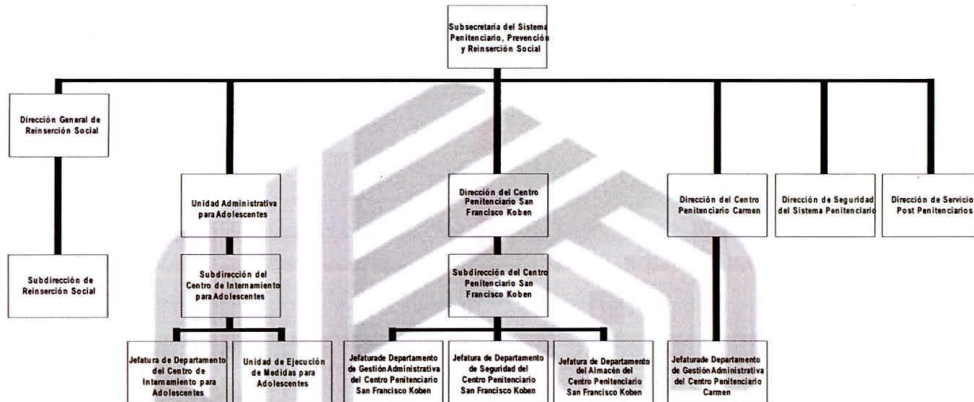 Subsecretaría del Sistema
Penitenciario, Prevención
y Reinserción Social
Dirección General de
Reinserción Social
Unidad Administrativa
para Adolescentes
Dirección del Centro
Penitenciario San
Francisco Koben
Dirección del Centro
Penitenciario Carmen
Dirección de Seguridad
del Sistema Penitenciario
Dirección de Servicio
Post Penitenciarios
Subdirección de
Reinserción Social
Subdirección del
Centro de Internamiento
para Adolescentes
Subdirección del Centro
Penitenciario San
Francisco Koben
Jefatura de Departamento
del Centro de
Internamiento para
Adolescentes
Unidad de Ejecución
de Medidas para
Adolescentes
Jefatura de Departamento
de Gestión Administrativa
del Centro Penitenciario
San Francisco Koben
Jefatura de Departamento
de Seguridad del
Centro Penitenciario
San Francisco Koben
Jefatura de Departamento
del Almacén del
Centro Penitenciario
San Francisco Koben
Jefatura de Departamento
de Gestión Administrativa
del Centro Penitenciario
Carmen